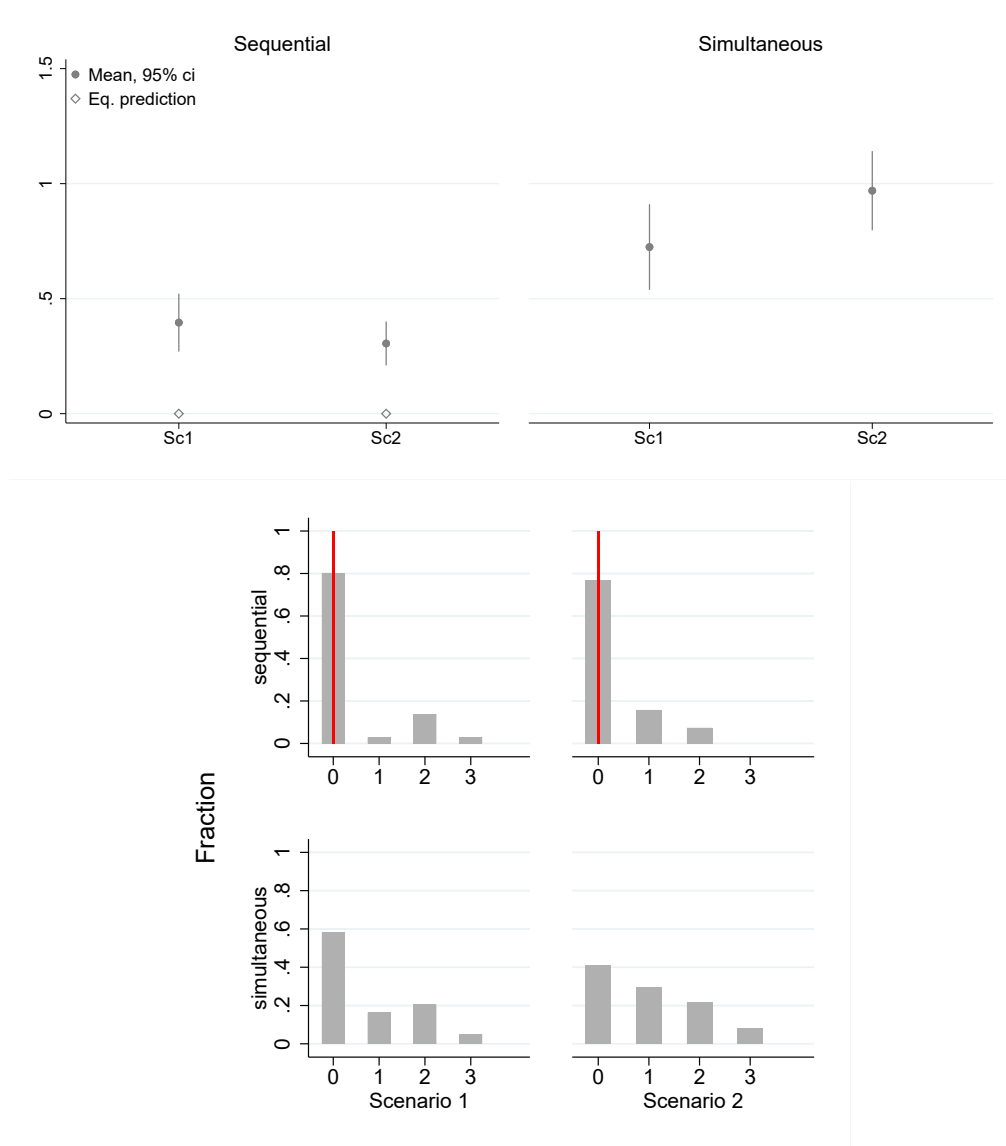 Sequential
Simultaneous
1.5
Mean, 95% ci
Eq. prediction
1
.5
0
Sc1
Sc2
Sc1
Sc2
Fraction
sequential
1
.8
.6
.4
.2
0
0 1 2 3
0 1 2 3
simultaneous
1
.8
.6
.4
.2
0
0 1 2 3
Scenario 1
0 1 2 3
Scenario 2